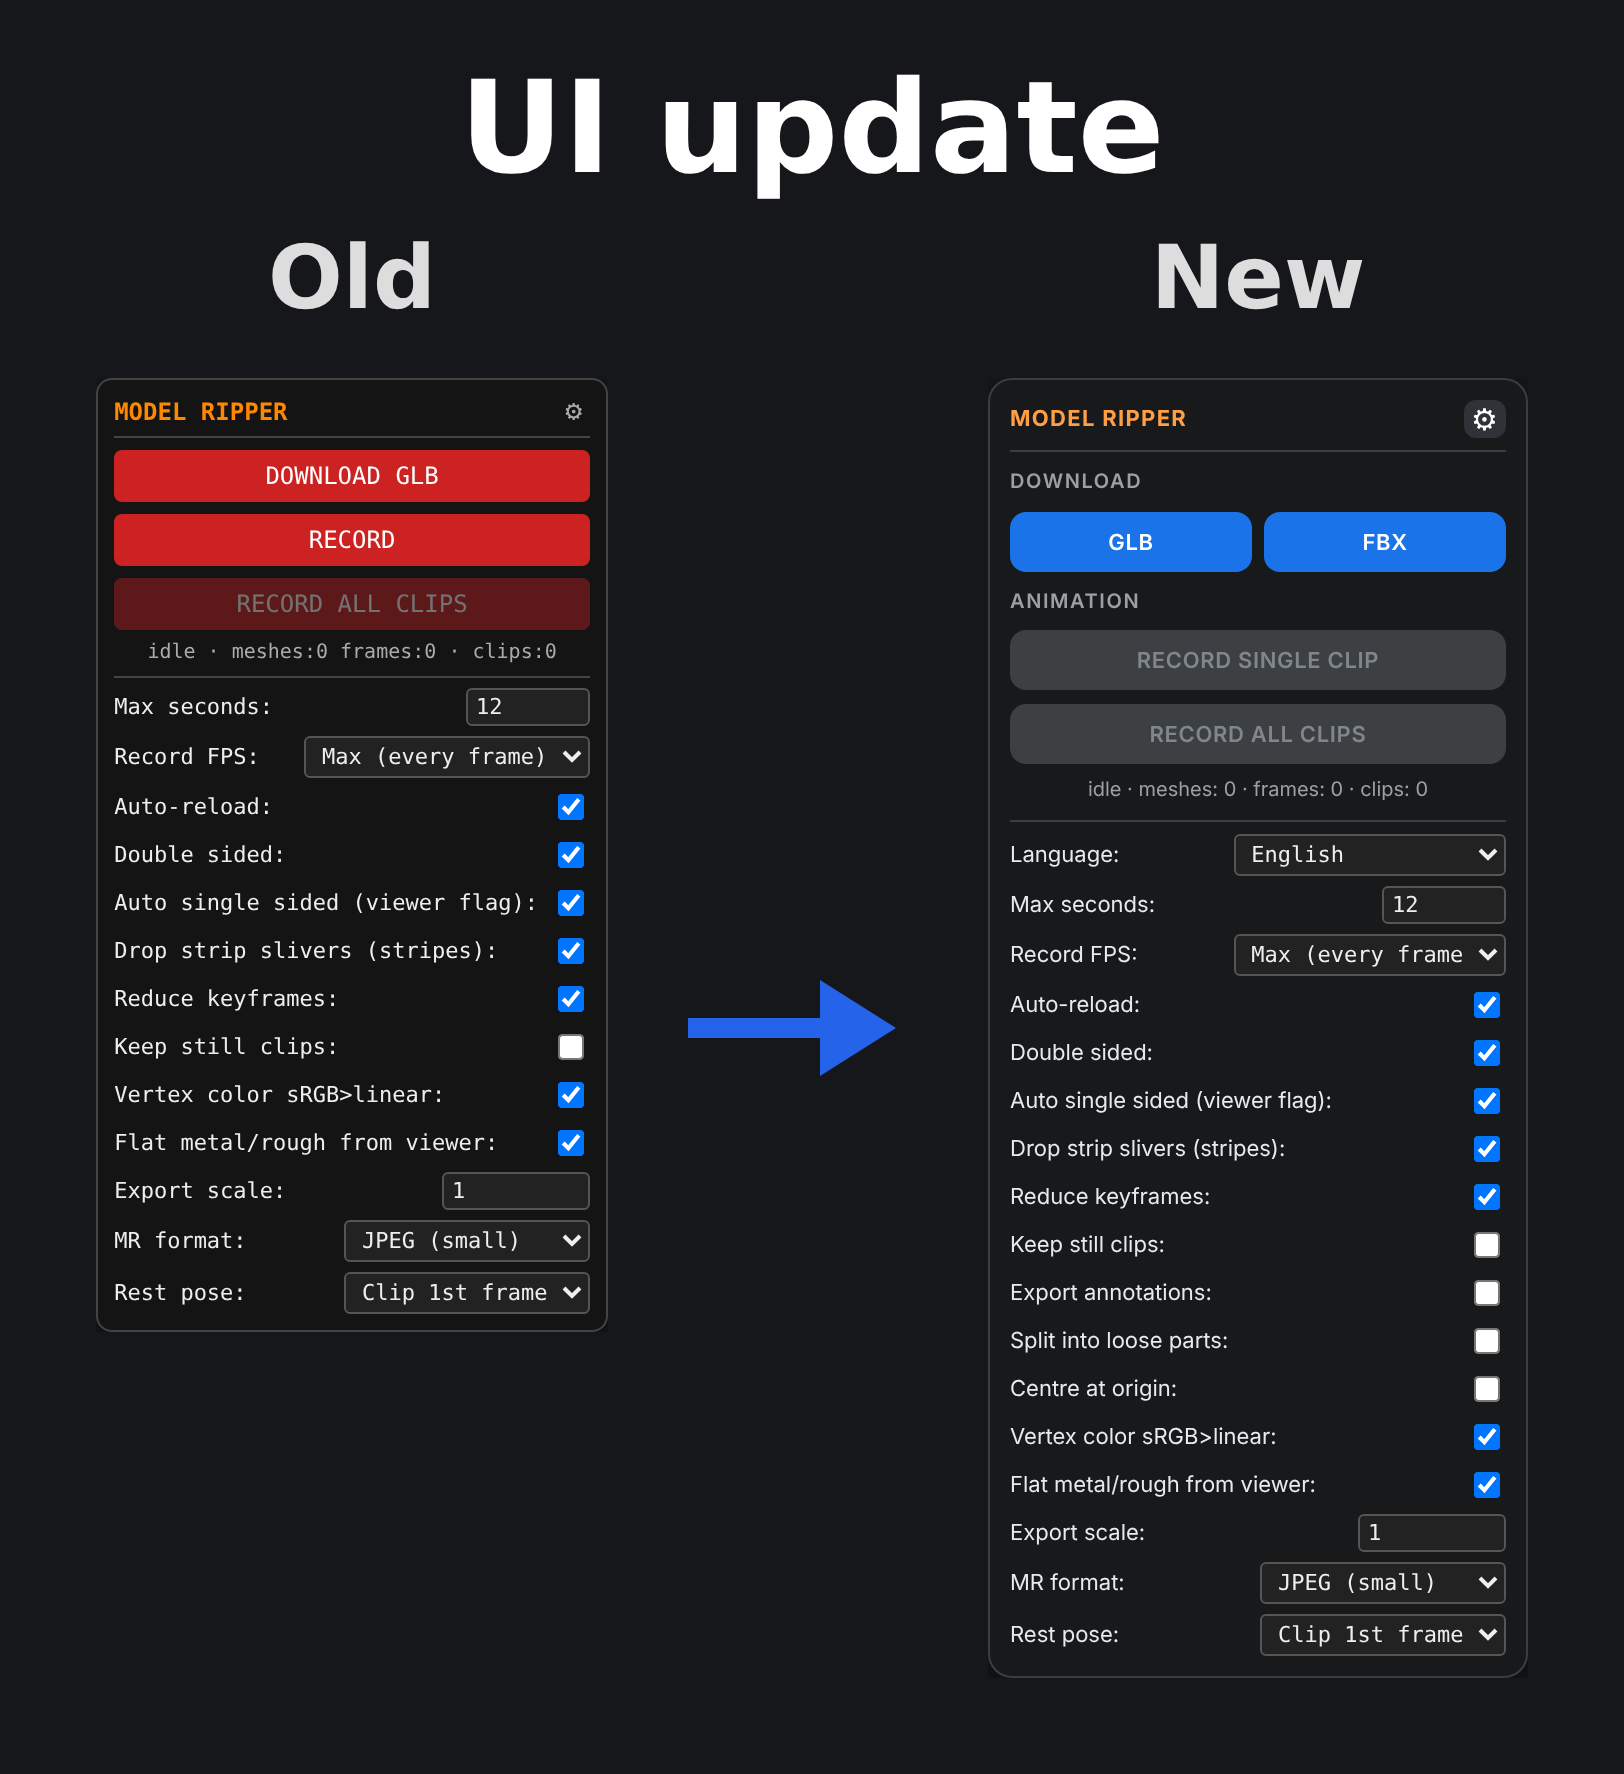 UI update
Old
MODEL RIPPER
DOWNLOAD GLB
RECORD
RECORD ALL CLIPS
idle · meshes:0 frames:0 · clips:0
Max seconds: 12
Record FPS: Max (every frame)
Auto-reload:
Double sided:
Auto single sided (viewer flag):
Drop strip slivers (stripes):
Reduce keyframes:
Keep still clips:
Vertex color sRGB>linear:
Flat metal/rough from viewer:
Export scale: 1
MR format: JPEG (small)
Rest pose: Clip 1st frame
New
MODEL RIPPER
DOWNLOAD
GLB FBX
ANIMATION
RECORD SINGLE CLIP
RECORD ALL CLIPS
idle · meshes: 0 · frames: 0 · clips: 0
Language: English
Max seconds: 12
Record FPS: Max (every frame
Auto-reload:
Double sided:
Auto single sided (viewer flag):
Drop strip slivers (stripes):
Reduce keyframes:
Keep still clips:
Export annotations:
Split into loose parts:
Centre at origin:
Vertex color sRGB>linear:
Flat metal/rough from viewer:
Export scale: 1
MR format: JPEG (small)
Rest pose: Clip 1st frame